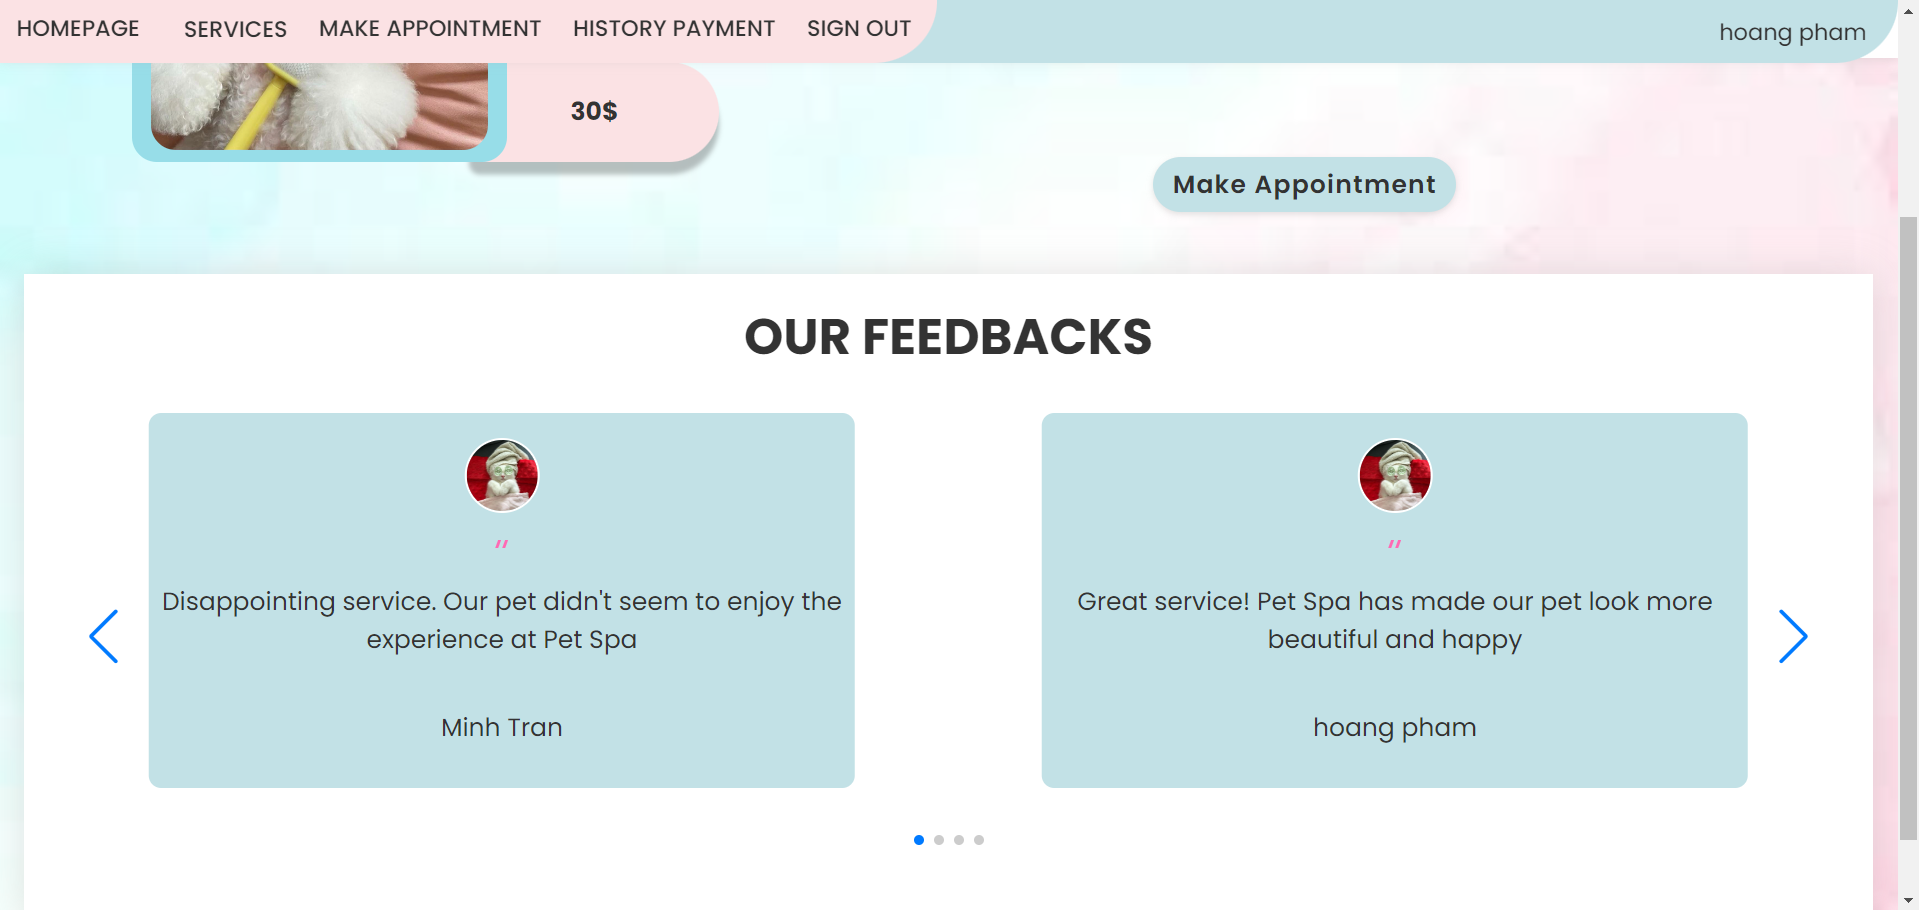 HOMEPAGE SERVICES MAKE APPOINTMENT HISTORY PAYMENT SIGN OUT hoang pham
30$
Make Appointment
OUR FEEDBACKS
"
Disappointing service. Our pet didn't seem to enjoy the
experience at Pet Spa
Minh Tran
"
Great service! Pet Spa has made our pet look more
beautiful and happy
hoang pham